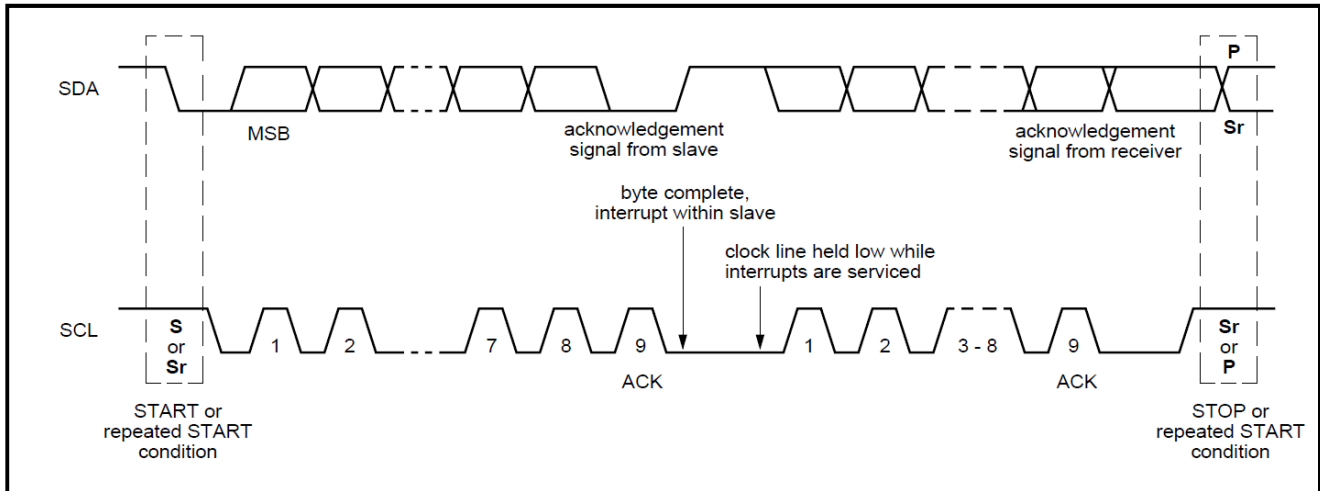 P
SDA
MSB
acknowledgement
signal from slave
acknowledgement
signal from receiver
Sr
byte complete,
interrupt within slave
clock line held low while
interrupts are serviced
SCL
S
or
Sr
1
2
7
8
9
1
2
3 - 8
9
Sr
or
P
ACK
ACK
START or
repeated START
condition
STOP or
repeated START
condition